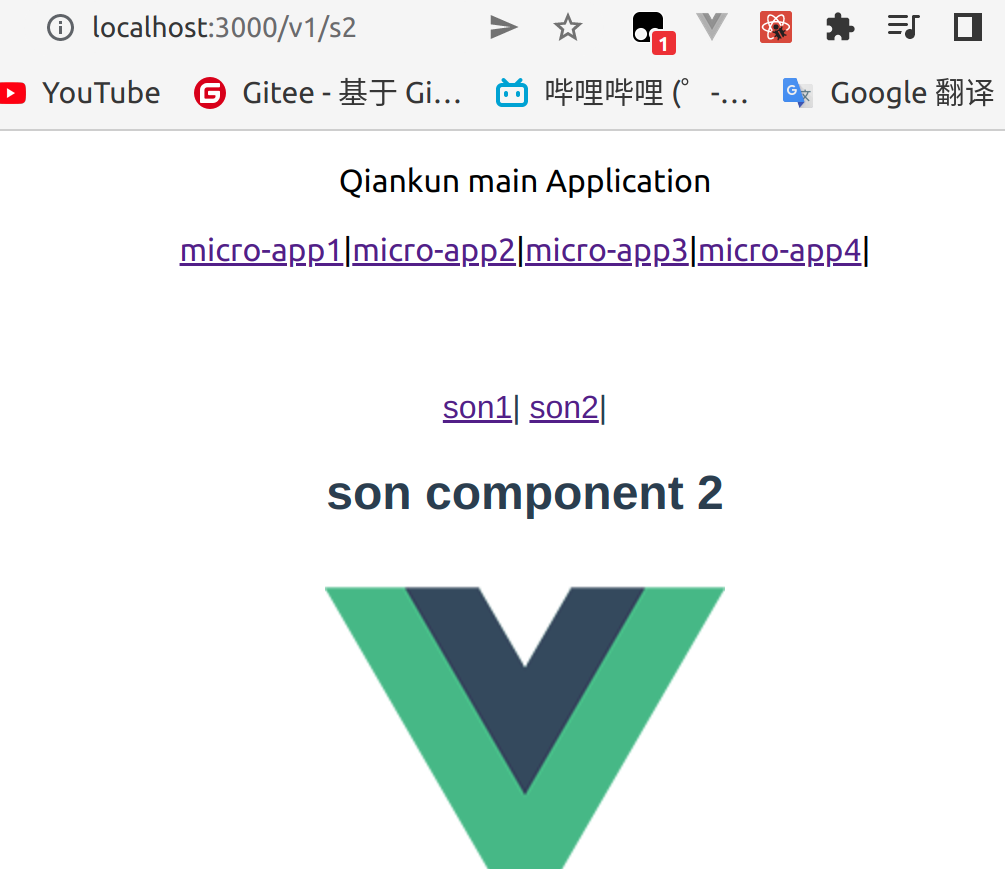 localhost:3000/v1/s2
1
YouTube Gitee - 基于 Gi... 哔哩哔哩 (゜-... Google 翻译
Qiankun main Application
micro-app1|micro-app2|micro-app3|micro-app4|
son1| son2|
son component 2